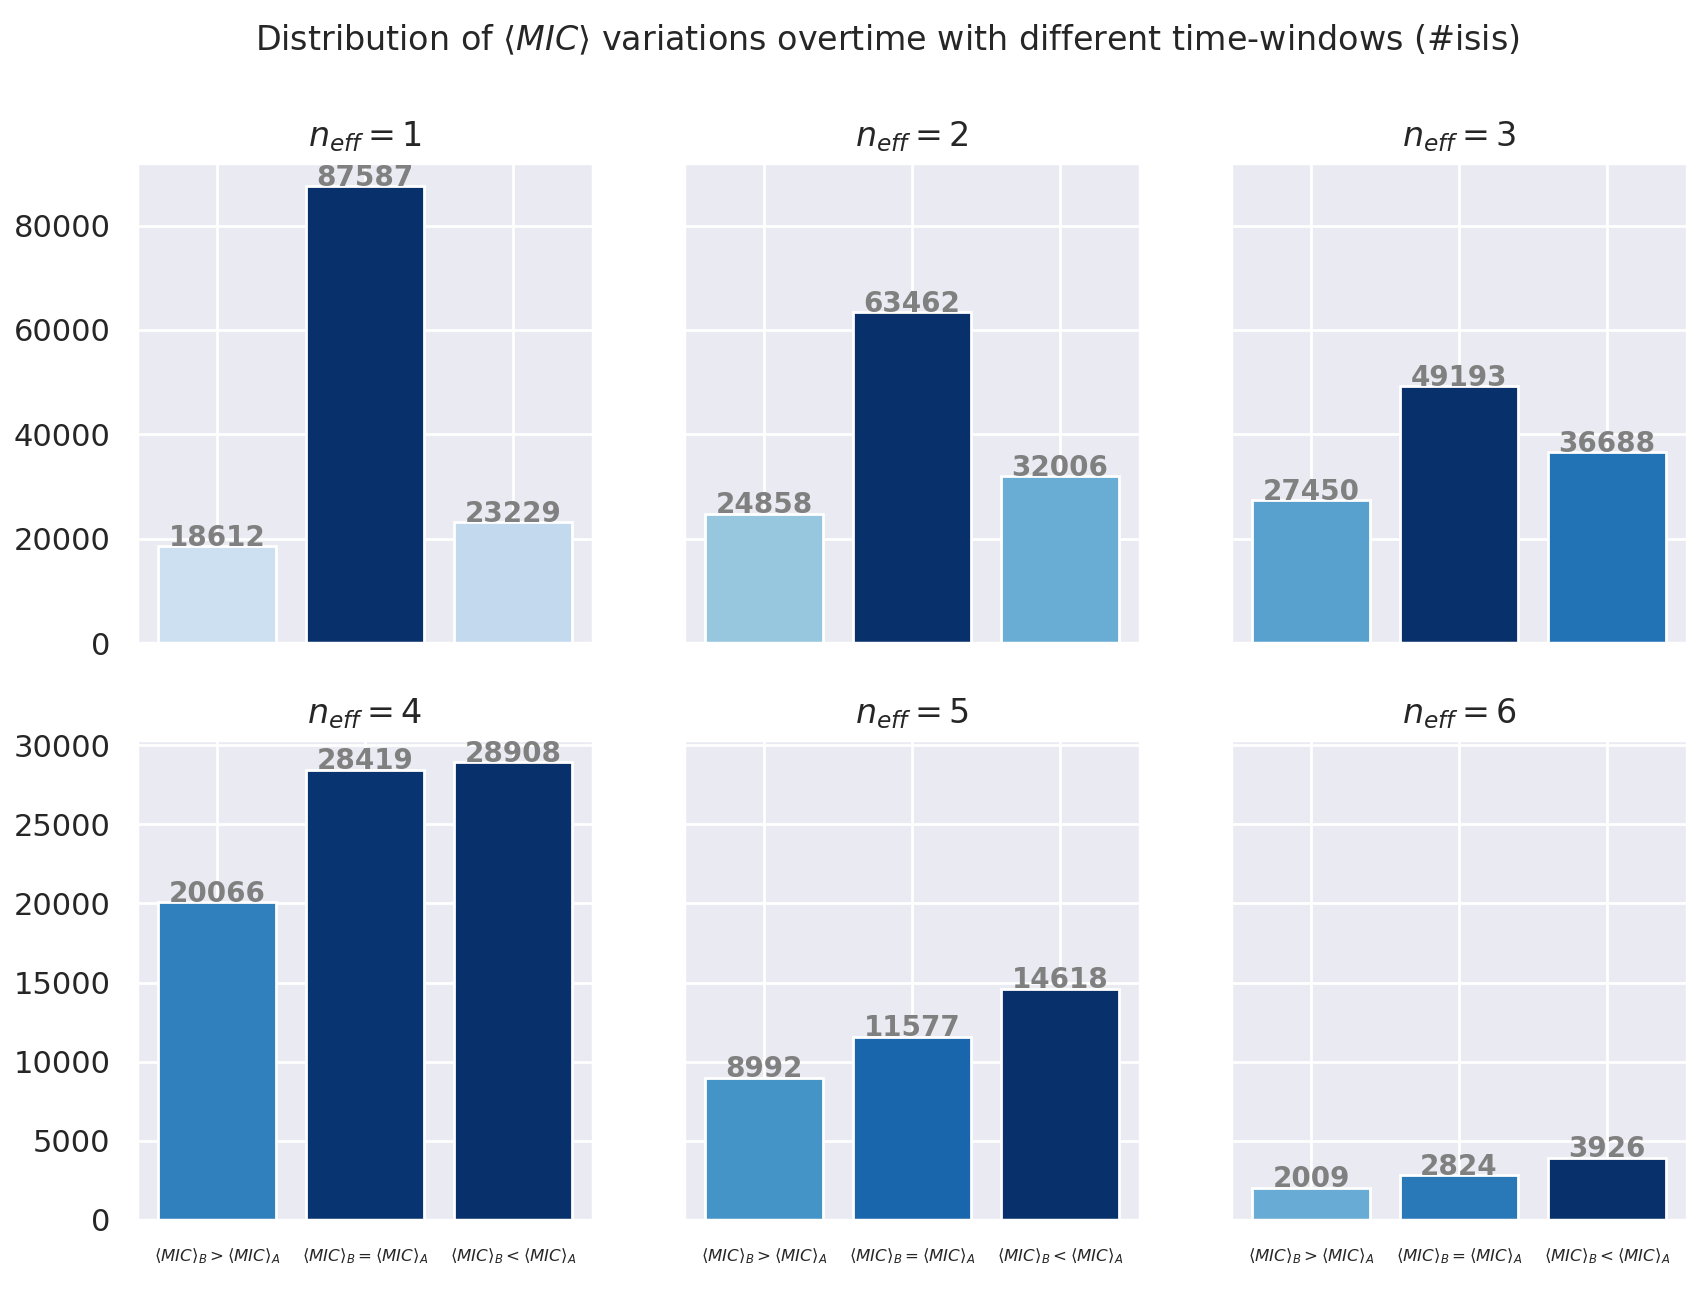 Distribution of ⟨MIC⟩ variations overtime with different time-windows (#isis)
n_eff = 1
n_eff = 2
n_eff = 3
80000
60000
40000
20000
0
18612
87587
23229
24858
63462
32006
27450
49193
36688
n_eff = 4
n_eff = 5
n_eff = 6
30000
25000
20000
15000
10000
5000
0
20066
28419
28908
8992
11577
14618
2009
2824
3926
⟨MIC⟩_B > ⟨MIC⟩_A
⟨MIC⟩_B = ⟨MIC⟩_A
⟨MIC⟩_B < ⟨MIC⟩_A
⟨MIC⟩_B > ⟨MIC⟩_A
⟨MIC⟩_B = ⟨MIC⟩_A
⟨MIC⟩_B < ⟨MIC⟩_A
⟨MIC⟩_B > ⟨MIC⟩_A
⟨MIC⟩_B = ⟨MIC⟩_A
⟨MIC⟩_B < ⟨MIC⟩_A